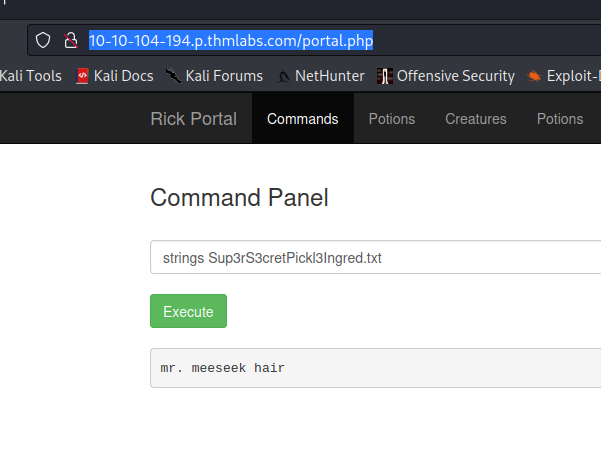 10-10-104-194.p.thmlabs.com/portal.php
Kali Tools Kali Docs Kali Forums NetHunter Offensive Security Exploit-
Rick Portal Commands Potions Creatures Potions
Command Panel
strings Sup3rS3cretPickl3Ingred.txt
Execute
mr. meeseek hair